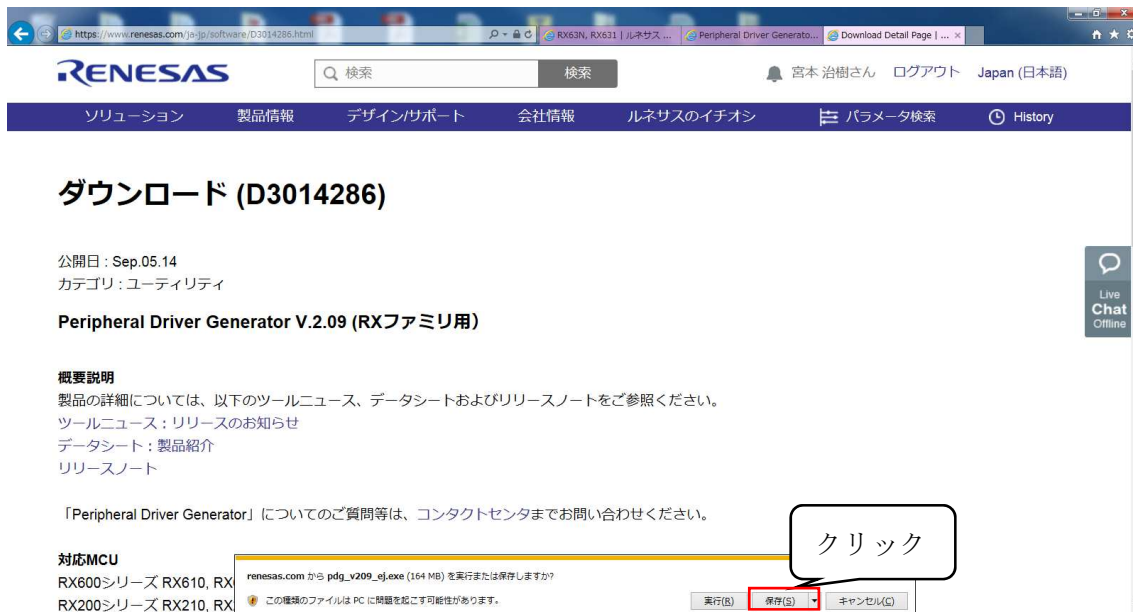 https://www.renesas.com/ja-jp/software/D3014286.html
RX63N, RX631 | ルネサス ...
Peripheral Driver Generato...
Download Detail Page | ...
RENESAS
検索
検索
宮本 治樹さん
ログアウト
Japan (日本語)
ソリューション
製品情報
デザイン/サポート
会社情報
ルネサスのイチオシ
パラメータ検索
History
ダウンロード (D3014286)
公開日 : Sep.05.14
カテゴリ : ユーティリティ
Live
Chat
Offline
Peripheral Driver Generator V.2.09 (RXファミリ用)
概要説明
製品の詳細については、以下のツールニュース、データシートおよびリリースノートをご参照ください。
ツールニュース : リリースのお知らせ
データシート : 製品紹介
リリースノート
「Peripheral Driver Generator」についてのご質問等は、コンタクトセンタまでお問い合わせください。
クリック
対応MCU
RX600シリーズ RX610, RX
RX200シリーズ RX210, RX
renesas.com から pdg_v209_ej.exe (164 MB) を実行または保存しますか?
この種類のファイルは PC に問題を起こす可能性があります。
実行(R)
保存(S)
キャンセル(C)